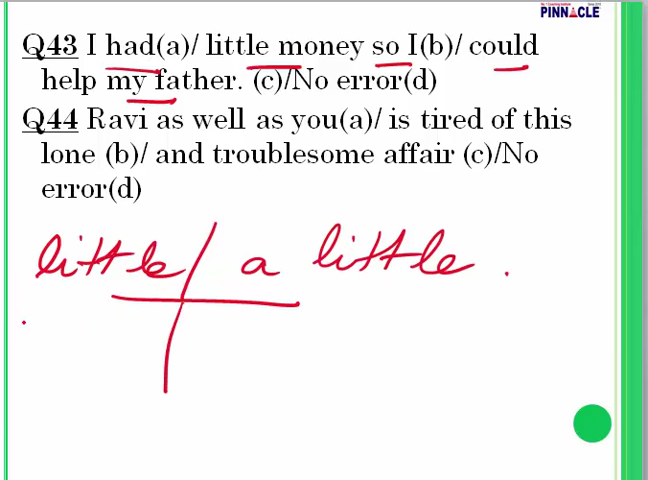 PINNACLE
Q43 I had(a)/ little money so I(b)/ could
help my father. (c)/No error(d)
Q44 Ravi as well as you(a)/ is tired of this
lone (b)/ and troublesome affair (c)/No
error(d)
little/ a little .